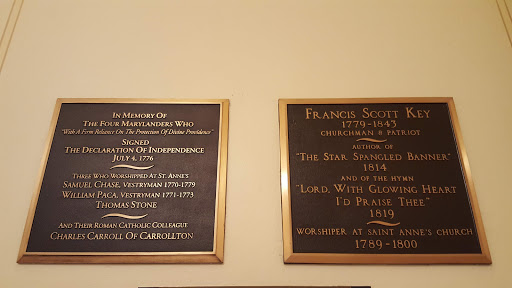 In Memory Of
The Four Marylanders Who
"With A Firm Reliance On The Protection Of Divine Providence"
Signed
The Declaration Of Independence
July 4, 1776
Three Who Worshipped At St. Anne's
Samuel Chase, Vestryman 1770-1779
William Paca, Vestryman 1771-1773
Thomas Stone
And Their Roman Catholic Colleague
Charles Carroll Of Carrollton
Francis Scott Key
1779-1843
Churchman & Patriot
Author of
"The Star Spangled Banner"
1814
and of the hymn
"Lord, With Glowing Heart
I'd Praise Thee"
1819
Worshiper at Saint Anne's Church
1789-1800